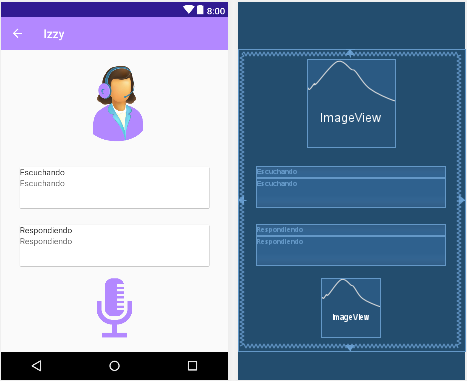 8:00
Izzy
Escuchando
Escuchando
Respondiendo
Respondiendo
ImageView
Escuchando
Escuchando
Respondiendo
Respondiendo
ImageView